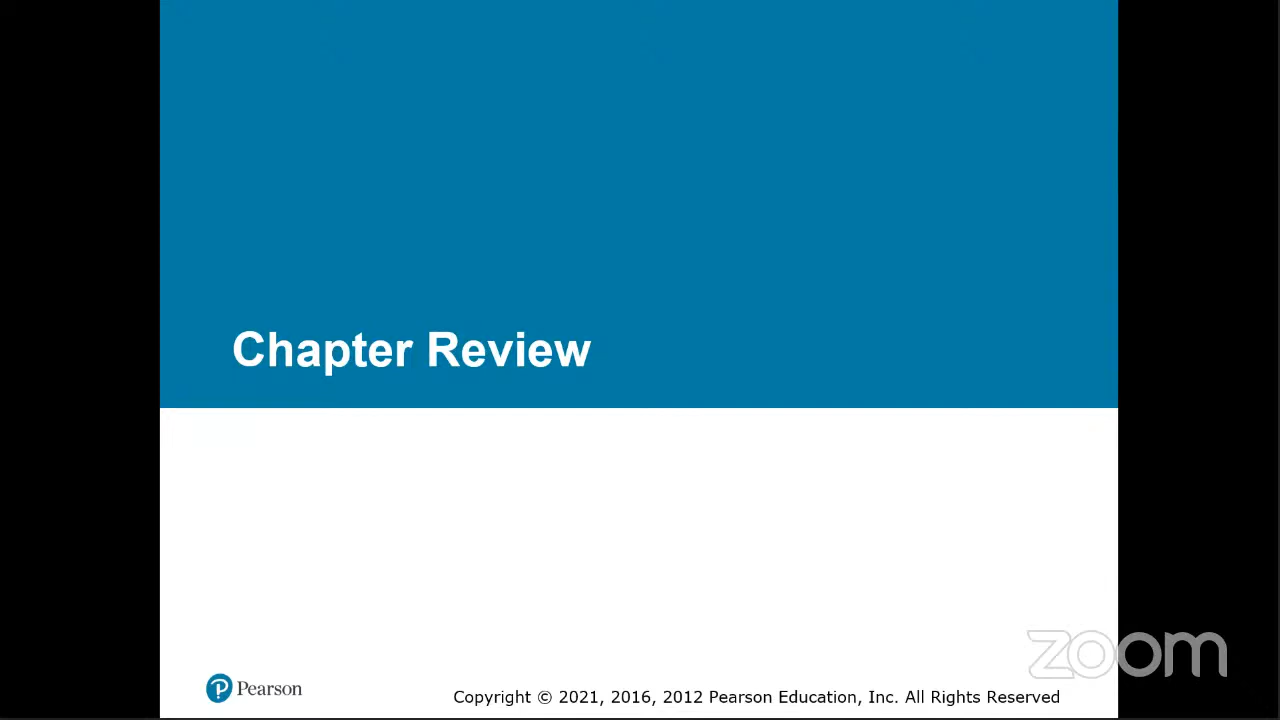 Chapter Review
zoom
Pearson
Copyright © 2021, 2016, 2012 Pearson Education, Inc. All Rights Reserved